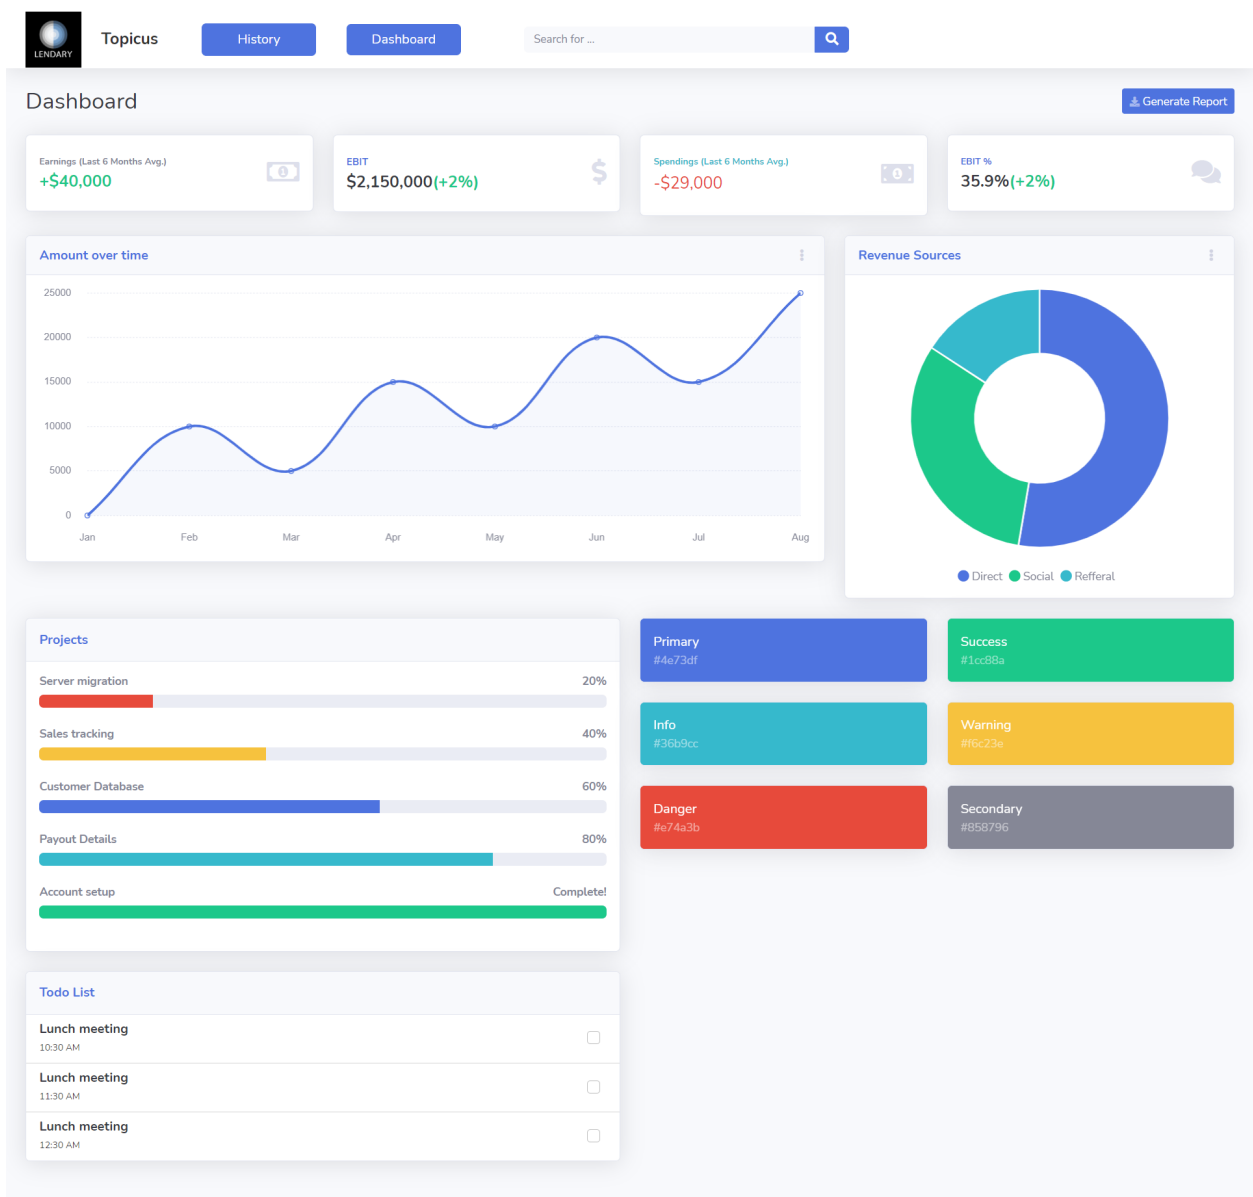 LENDARY
Topicus
History
Dashboard
Search for ...
Dashboard
Generate Report
Earnings (Last 6 Months Avg.)
+$40,000
EBIT
$2,150,000(+2%)
Spendings (Last 6 Months Avg.)
-$29,000
EBIT %
35.9%(+2%)
Amount over time
25000
20000
15000
10000
5000
0
Jan Feb Mar Apr May Jun Jul Aug
Revenue Sources
Direct Social Refferal
Projects
Server migration 20%
Sales tracking 40%
Customer Database 60%
Payout Details 80%
Account setup Complete!
Primary
#4e73df
Success
#1cc88a
Info
#36b9cc
Warning
#f6c23e
Danger
#e74a3b
Secondary
#858796
Todo List
Lunch meeting
10:30 AM
Lunch meeting
11:30 AM
Lunch meeting
12:30 AM